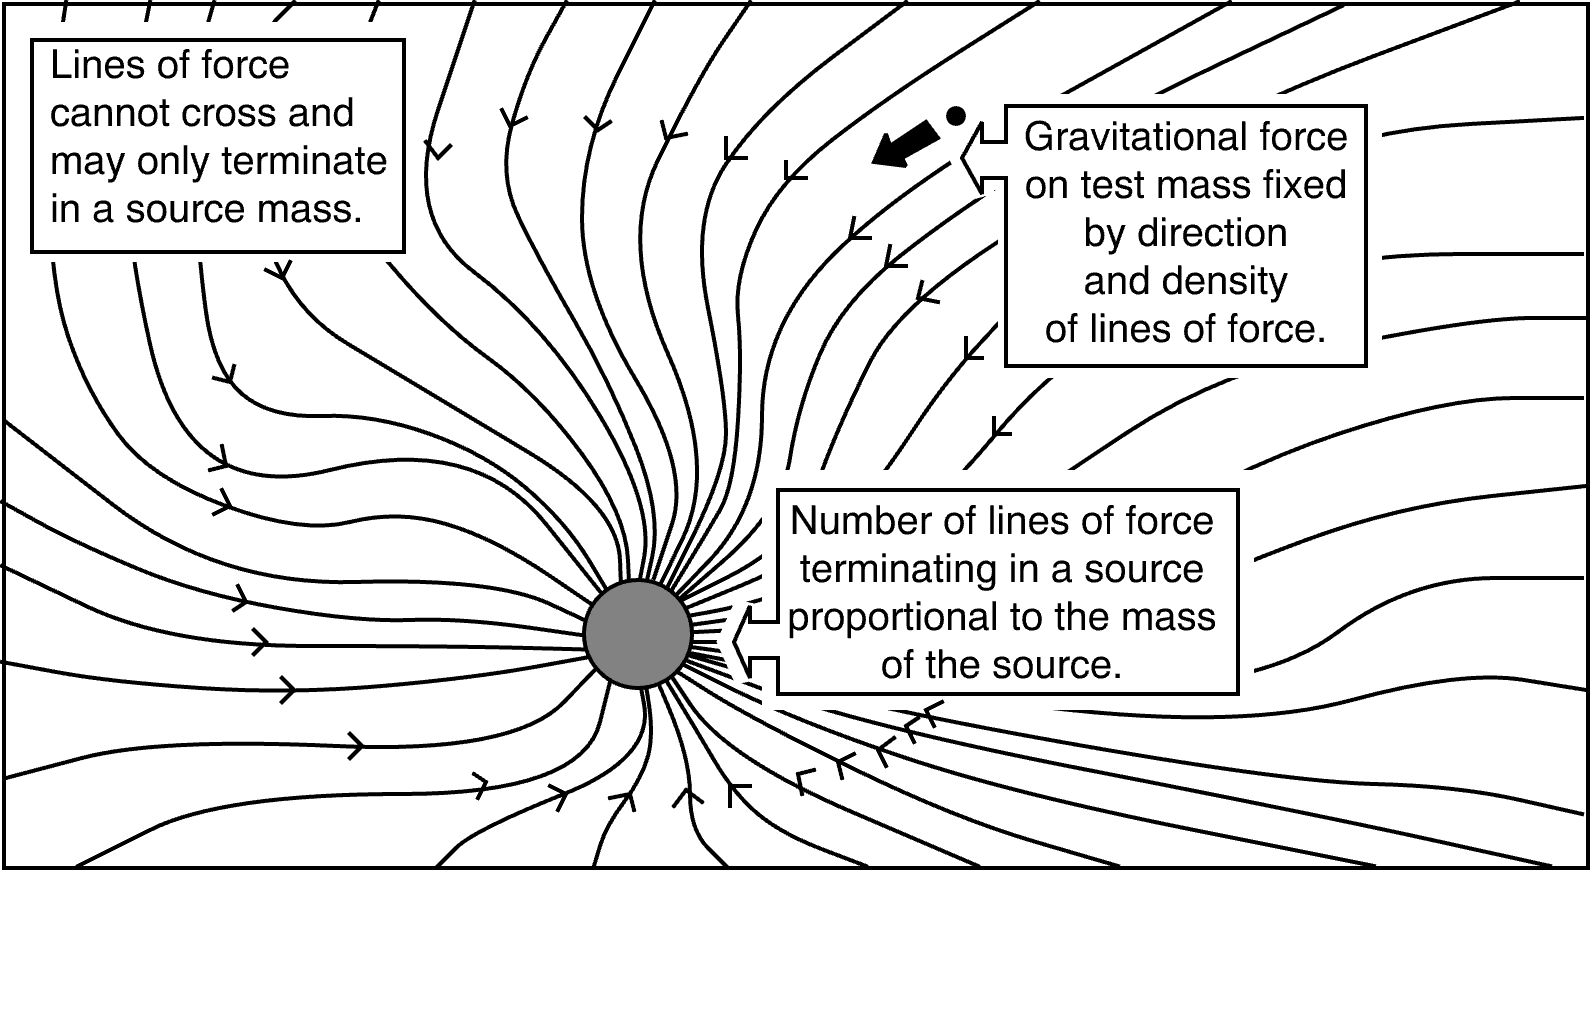 Lines of force
cannot cross and
may only terminate
in a source mass.
Gravitational force
on test mass fixed
by direction
and density
of lines of force.
Number of lines of force
terminating in a source
proportional to the mass
of the source.